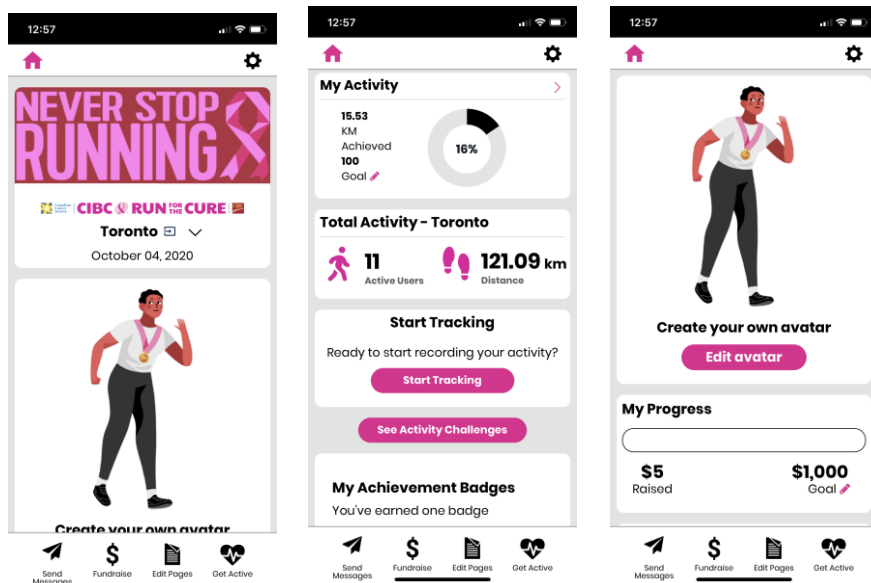 12:57
NEVER STOP
RUNNING
CIBC RUN FOR THE CURE
Toronto
October 04, 2020
Create your own avatar
Send
Messages
Fundraise
Edit Pages
Get Active
12:57
My Activity
15.53
KM
Achieved
100
Goal
16%
Total Activity - Toronto
11
Active Users
121.09 km
Distance
Start Tracking
Ready to start recording your activity?
Start Tracking
See Activity Challenges
My Achievement Badges
You've earned one badge
Send
Messages
Fundraise
Edit Pages
Get Active
12:57
Create your own avatar
Edit avatar
My Progress
$5
Raised
$1,000
Goal
Send
Messages
Fundraise
Edit Pages
Get Active